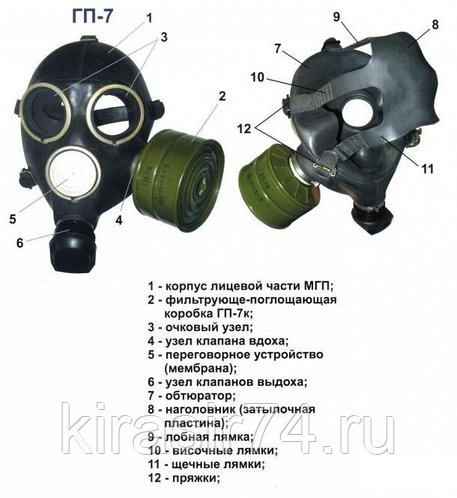 ГП-7
1
3
2
4
5
6
9
8
7
10
12
11
1 - корпус лицевой части МГП;
2 - фильтрующе-поглощающая
коробка ГП-7к;
3 - очковый узел;
4 - узел клапана вдоха;
5 - переговорное устройство
(мембрана);
6 - узел клапанов выдоха;
7 - обтюратор;
8 - наголовник (затылочная
пластина);
9 - лобная лямка;
10 - височные лямки;
11 - щечные лямки;
12 - пряжки;
kirasir74.ru
ГП-7К